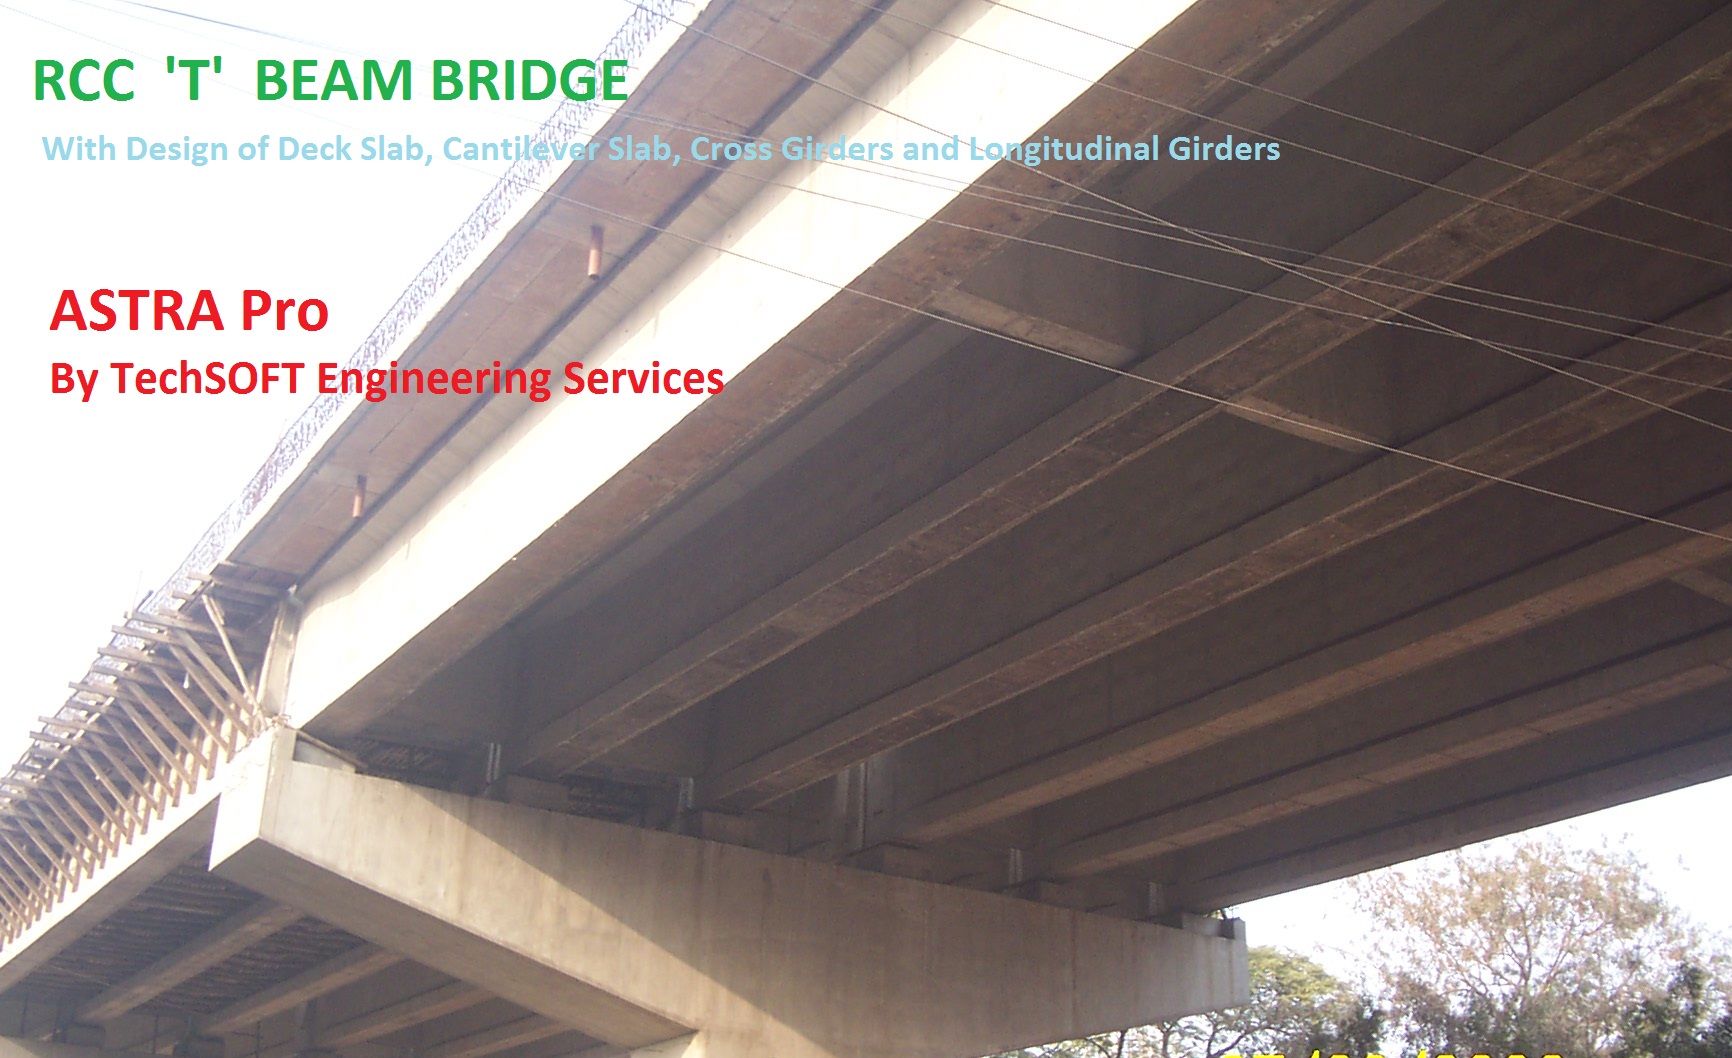 RCC 'T' BEAM BRIDGE
With Design of Deck Slab, Cantilever Slab, Cross Girders and Longitudinal Girders
ASTRA Pro
By TechSOFT Engineering Services